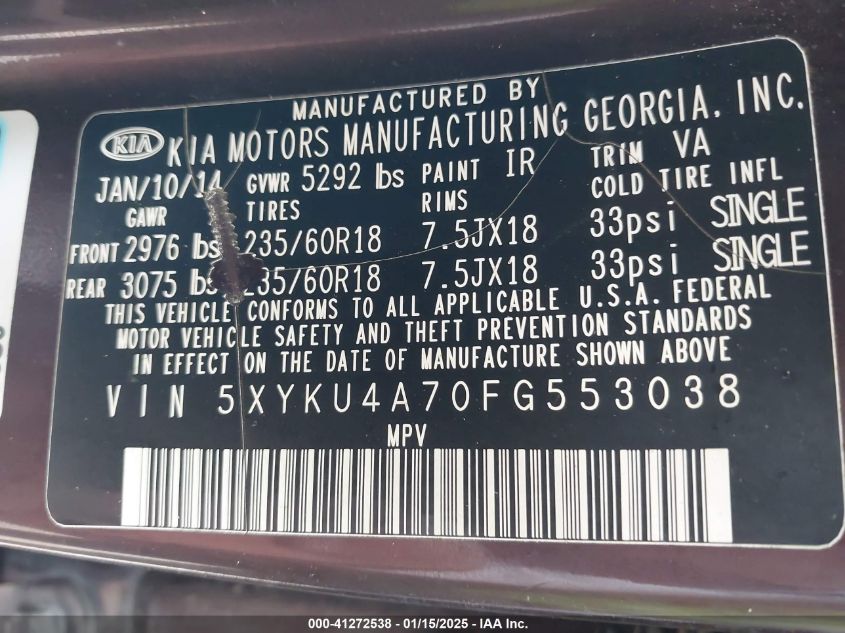 MANUFACTURED BY
KIA KIA MOTORS MANUFACTURING GEORGIA, INC.
JAN/10/14 GVWR 5292 lbs PAINT IR TRIM VA
GAWR TIRES RIMS COLD TIRE INFL
FRONT 2976 lbs 235/60R18 7.5JX18 33psi SINGLE
REAR 3075 lbs 235/60R18 7.5JX18 33psi SINGLE
THIS VEHICLE CONFORMS TO ALL APPLICABLE U.S.A. FEDERAL
MOTOR VEHICLE SAFETY AND THEFT PREVENTION STANDARDS
IN EFFECT ON THE DATE OF MANUFACTURE SHOWN ABOVE
VIN 5XYKU4A70FG553038
MPV
000-41272538 - 01/15/2025 - IAA Inc.